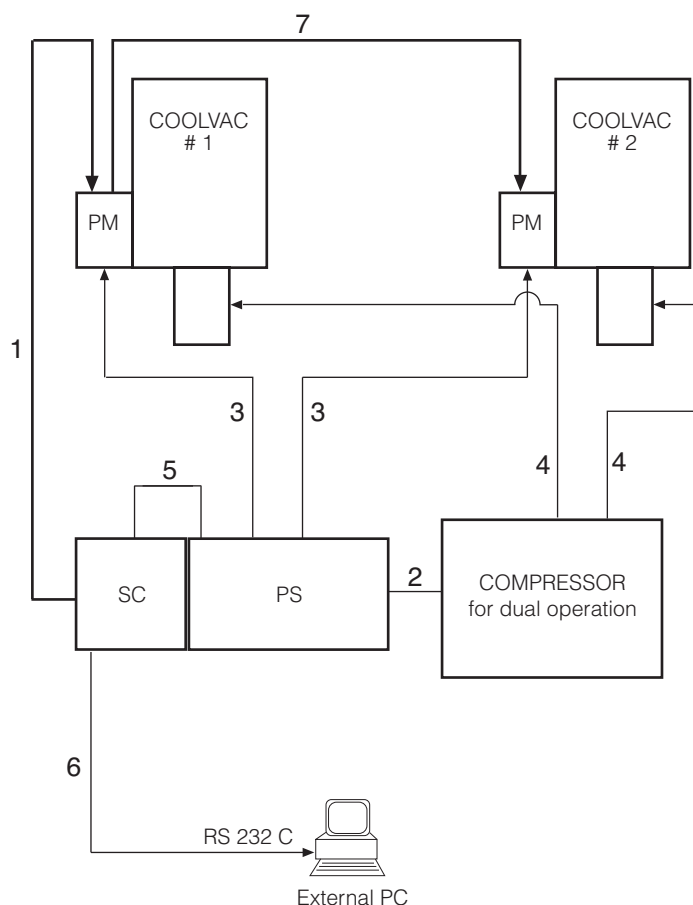 7
COOLVAC
# 1
COOLVAC
# 2
PM
PM
1
3
3
4
4
5
SC
PS
2
COMPRESSOR
for dual operation
6
RS 232 C
External PC